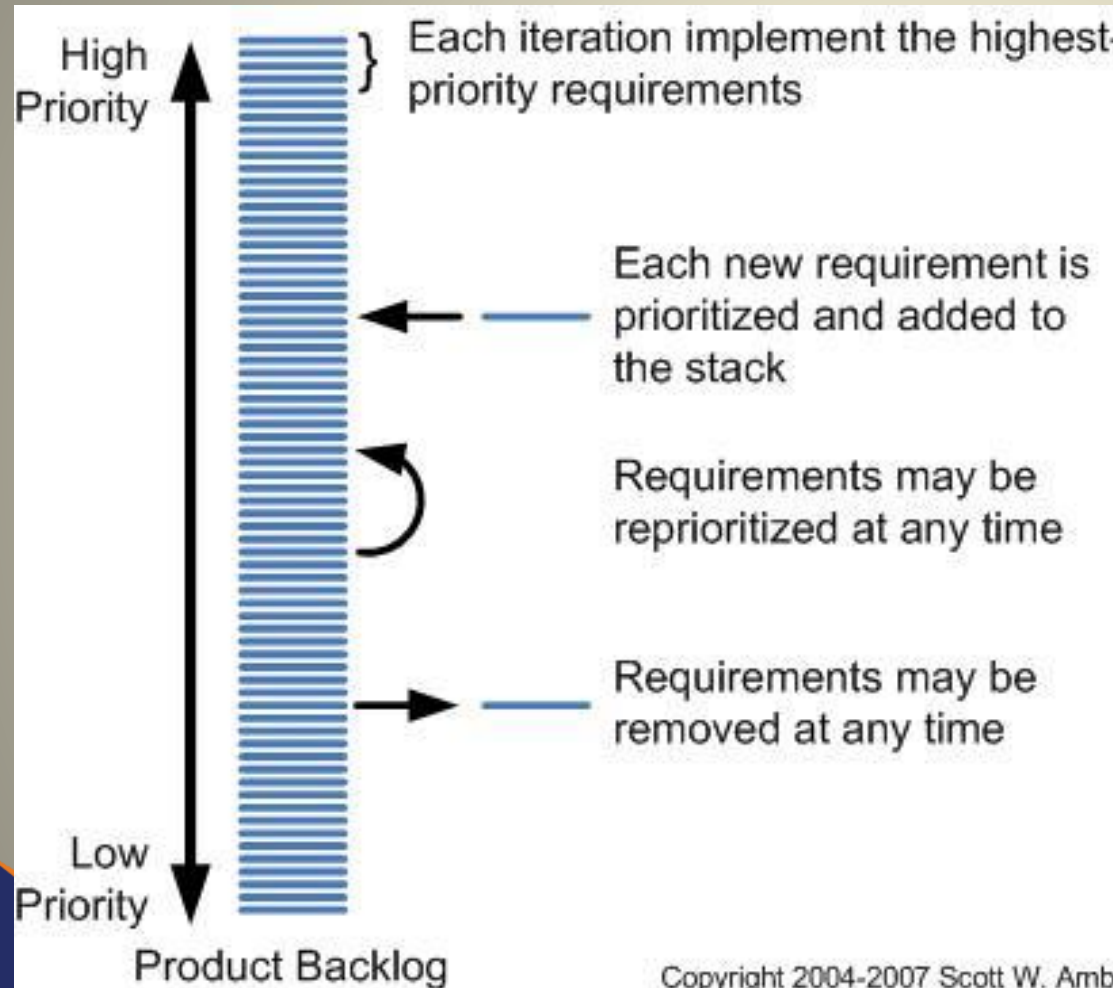 High
Priority
Each iteration implement the highest-
priority requirements
Each new requirement is
prioritized and added to
the stack
Requirements may be
reprioritized at any time
Requirements may be
removed at any time
Low
Priority
Product Backlog
Copyright 2004-2007 Scott W. Amb